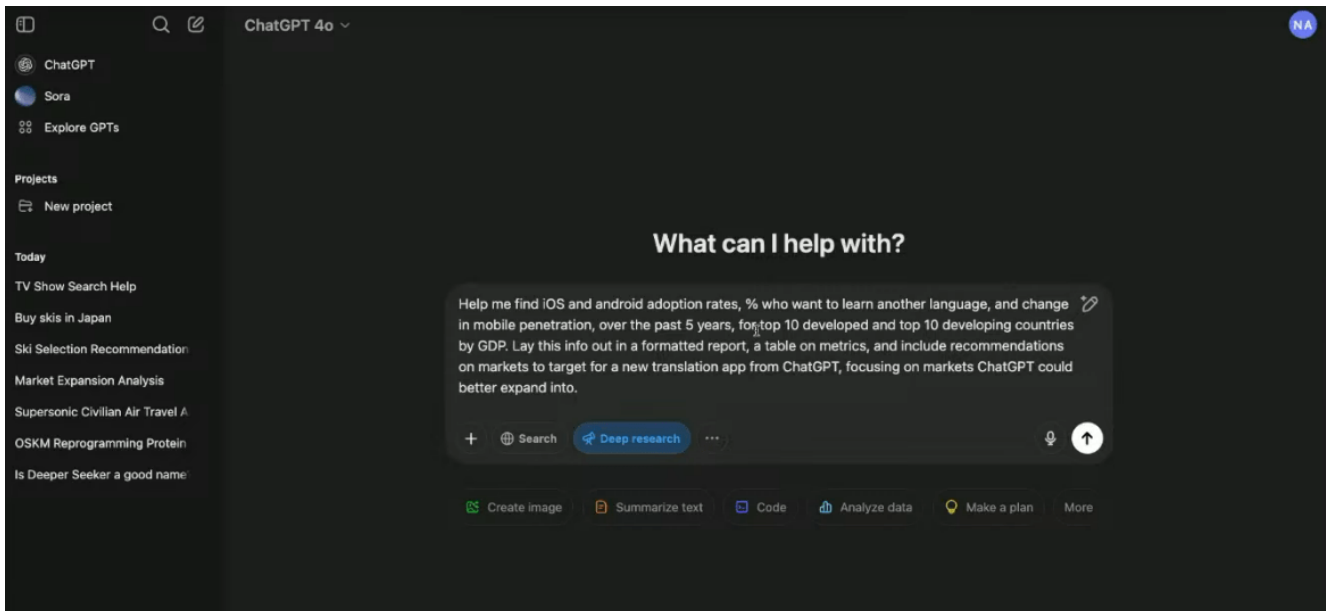 ChatGPT 4o
NA
ChatGPT
Sora
Explore GPTs
Projects
New project
Today
TV Show Search Help
Buy skis in Japan
Ski Selection Recommendation
Market Expansion Analysis
Supersonic Civilian Air Travel A
OSKM Reprogramming Protein
Is Deeper Seeker a good name
What can I help with?
Help me find iOS and android adoption rates, % who want to learn another language, and change
in mobile penetration, over the past 5 years, for top 10 developed and top 10 developing countries
by GDP. Lay this info out in a formatted report, a table on metrics, and include recommendations
on markets to target for a new translation app from ChatGPT, focusing on markets ChatGPT could
better expand into.
Search
Deep research
Create image
Summarize text
Code
Analyze data
Make a plan
More